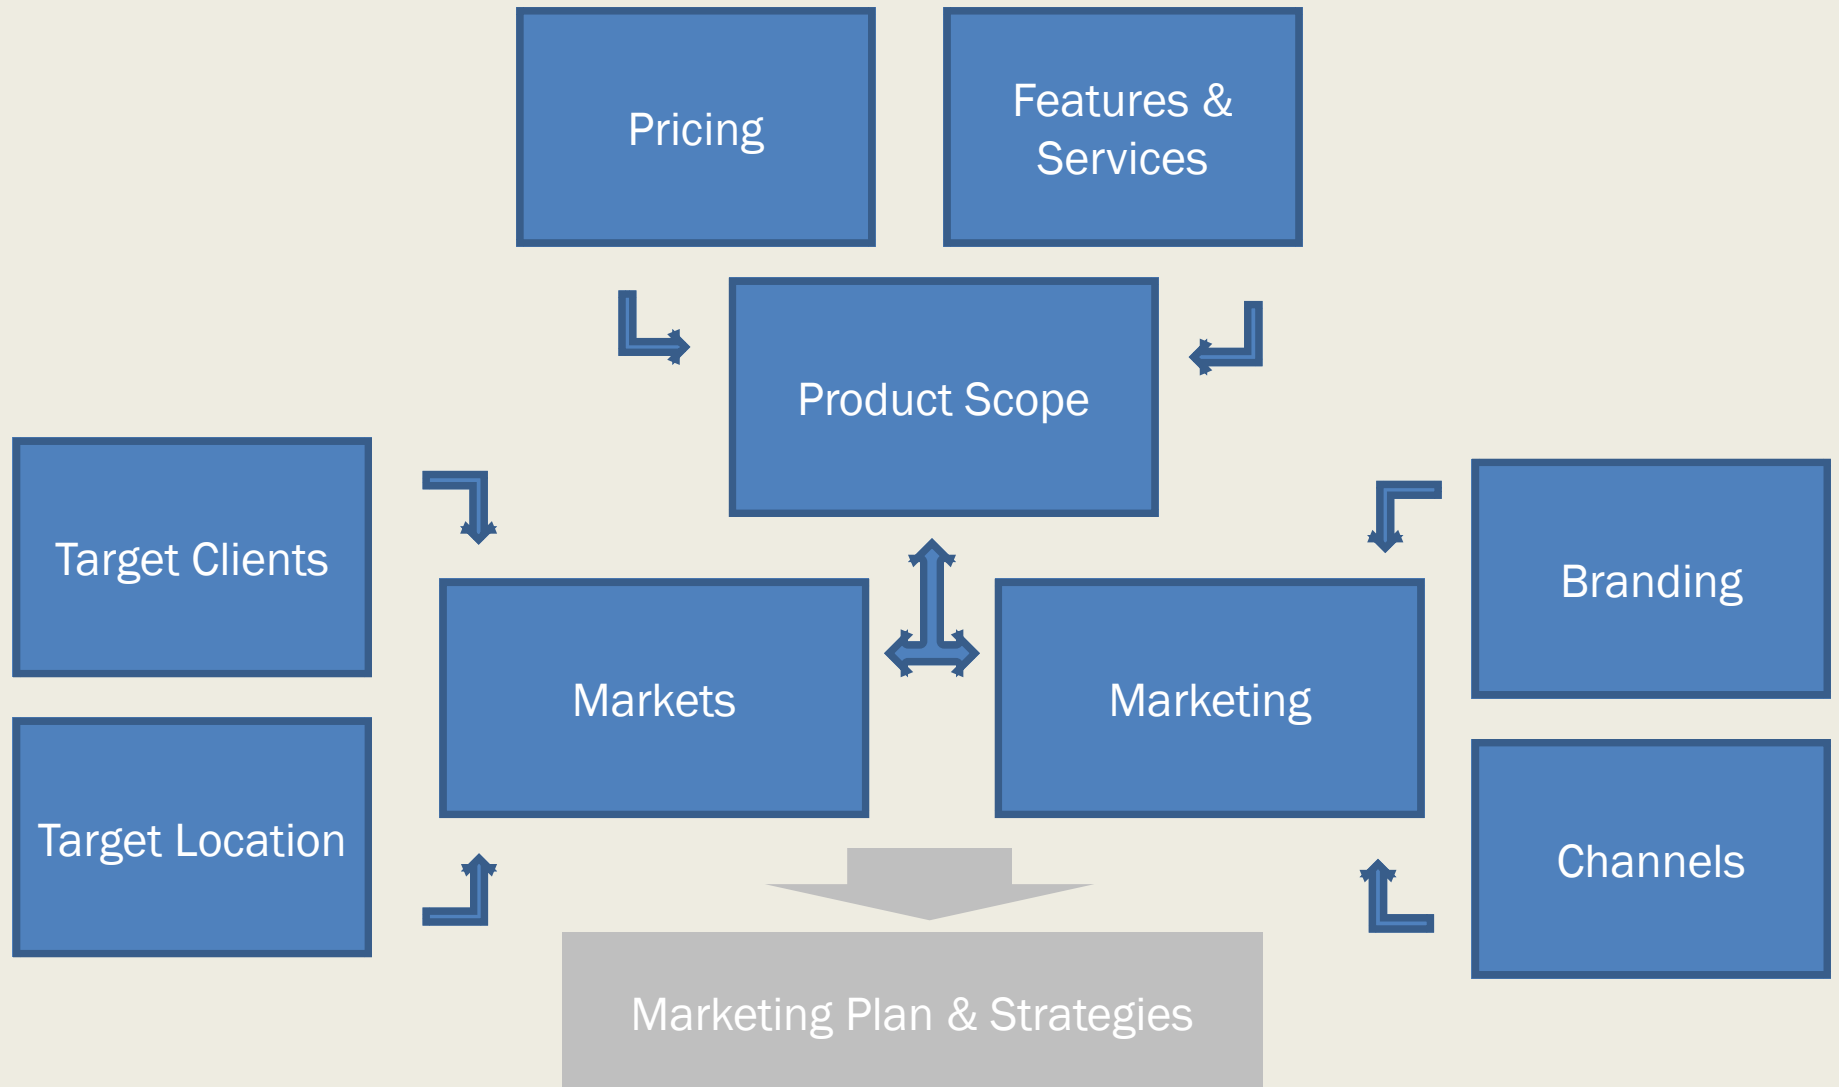 Pricing
Features &
Services
Product Scope
Target Clients
Branding
Markets
Marketing
Target Location
Channels
Marketing Plan & Strategies